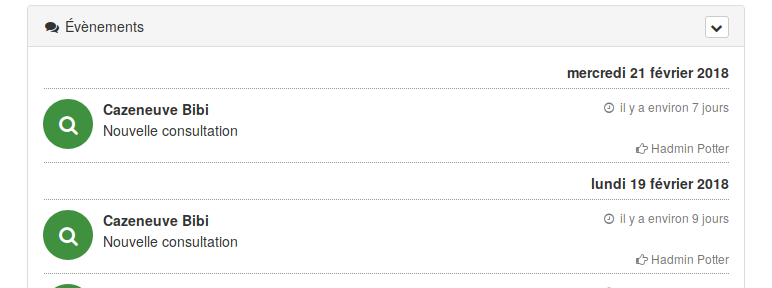 Évènements
mercredi 21 février 2018
Cazeneuve Bibi
il y a environ 7 jours
Nouvelle consultation
Hadmin Potter
lundi 19 février 2018
Cazeneuve Bibi
il y a environ 9 jours
Nouvelle consultation
Hadmin Potter